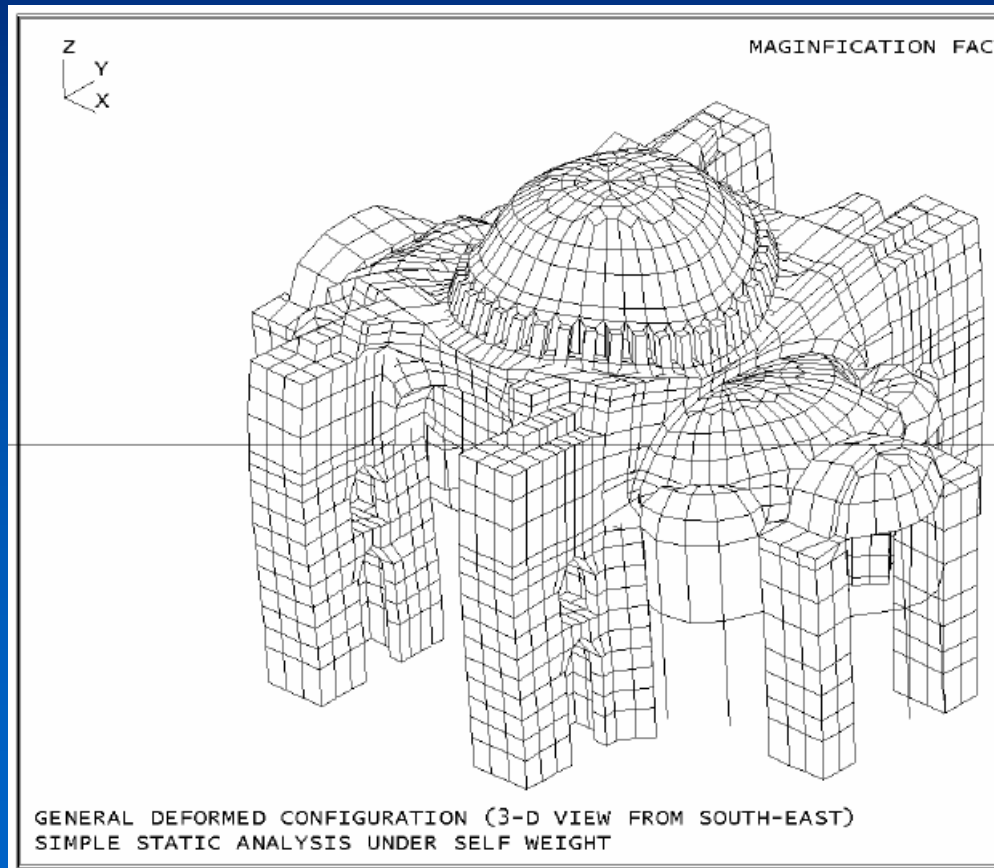 Z
Y
X
MAGINFICATION FAC
GENERAL DEFORMED CONFIGURATION (3-D VIEW FROM SOUTH-EAST)
SIMPLE STATIC ANALYSIS UNDER SELF WEIGHT